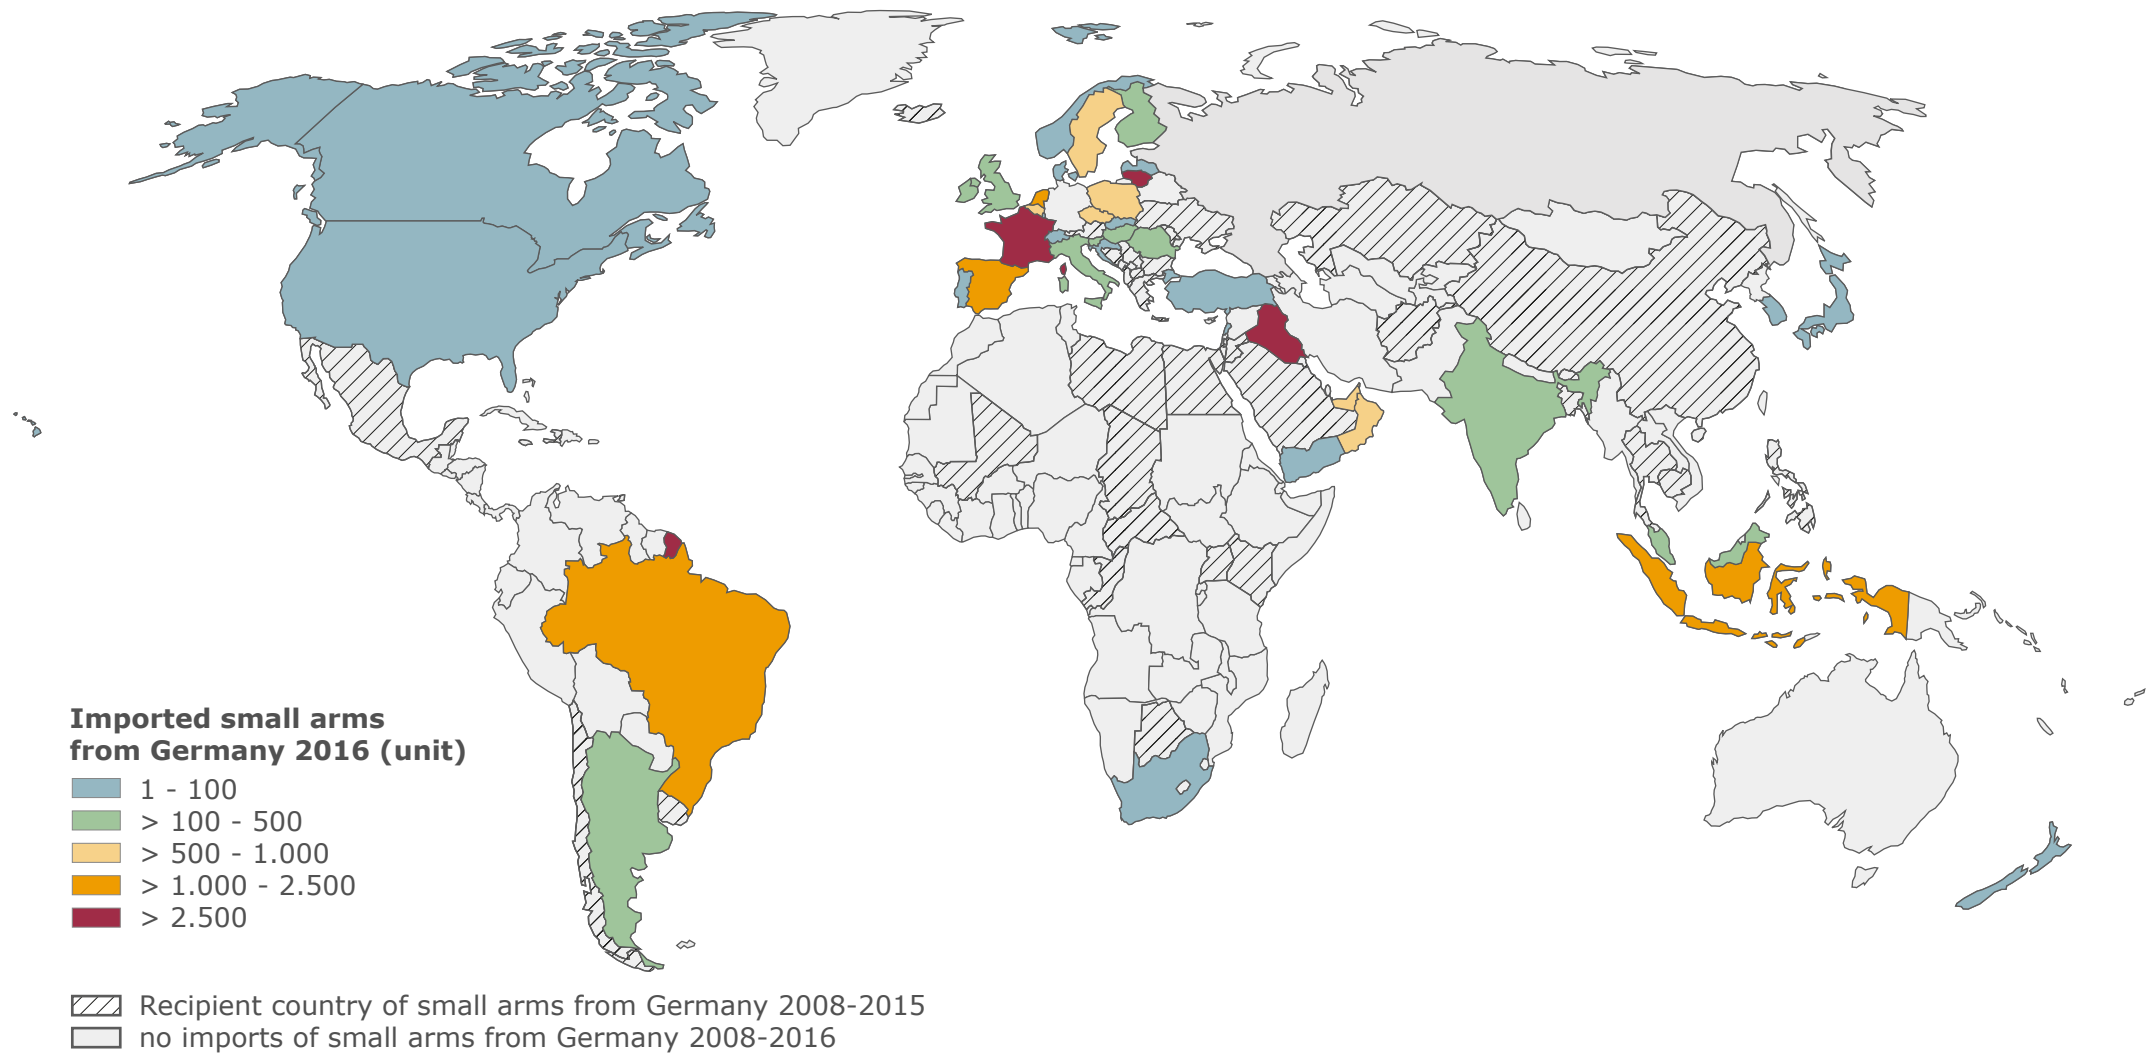 Imported small arms
from Germany 2016 (unit)
1 - 100
> 100 - 500
> 500 - 1.000
> 1.000 - 2.500
> 2.500
Recipient country of small arms from Germany 2008-2015
no imports of small arms from Germany 2008-2016